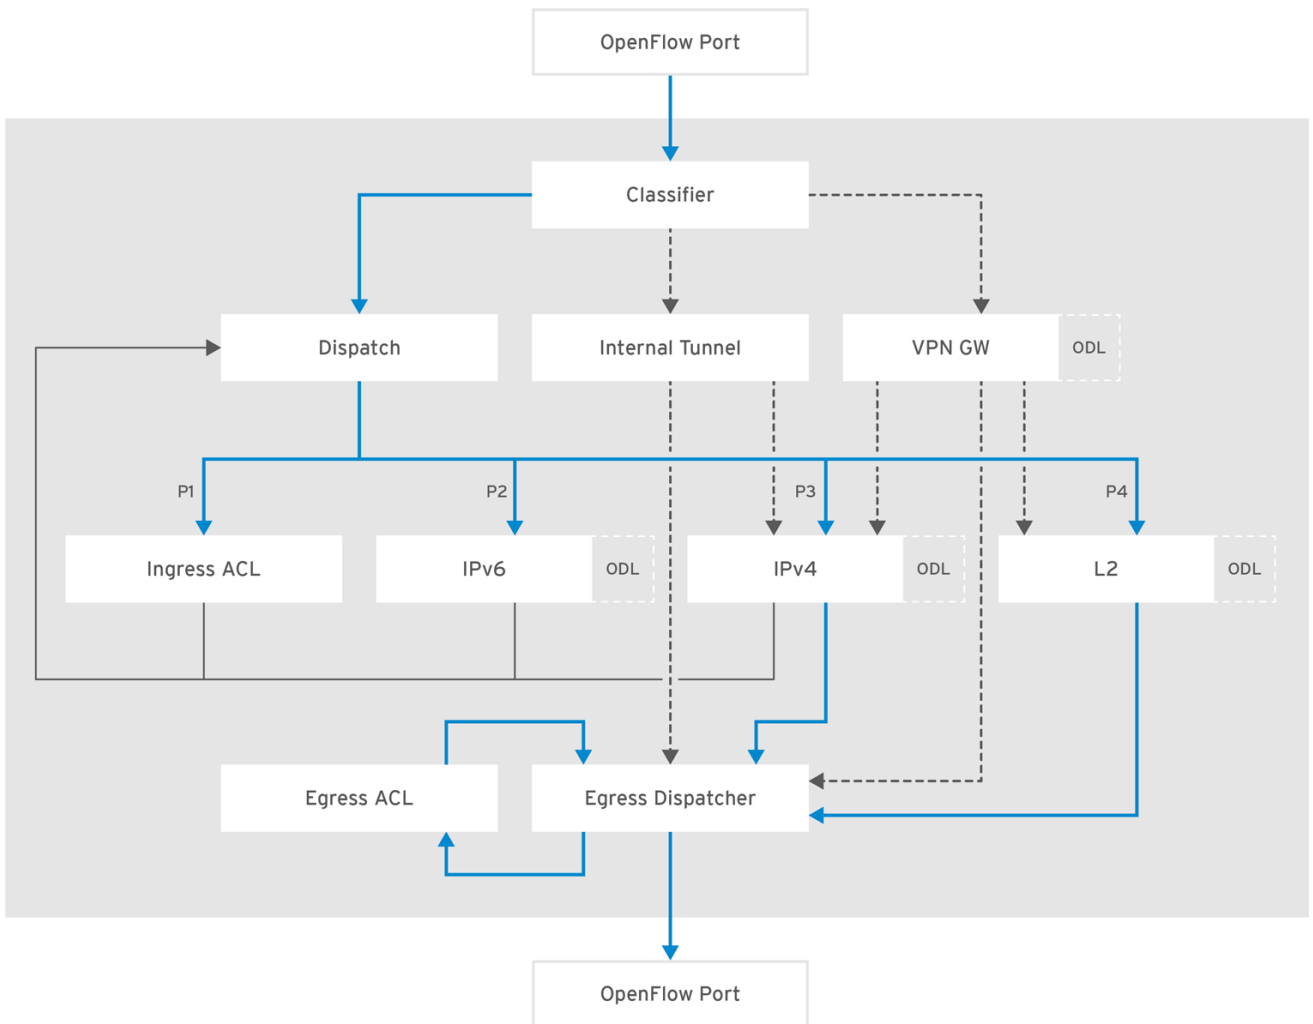 OpenFlow Port
Classifier
Dispatch
Internal Tunnel
VPN GW
ODL
P1
P2
P3
P4
Ingress ACL
IPv6
ODL
IPv4
ODL
L2
ODL
Egress ACL
Egress Dispatcher
OpenFlow Port